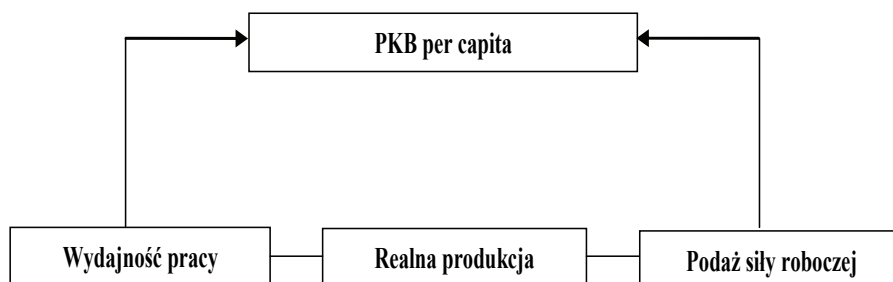 PKB per capita
Wydajność pracy
Realna produkcja
Podaż siły roboczej